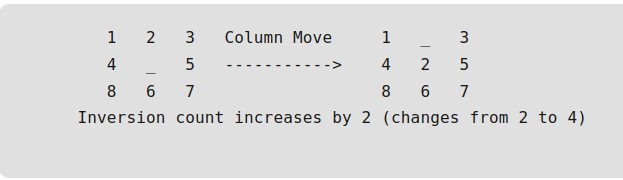 1 2 3 Column Move 1 _ 3
4 _ 5 -----------> 4 2 5
8 6 7 8 6 7
Inversion count increases by 2 (changes from 2 to 4)